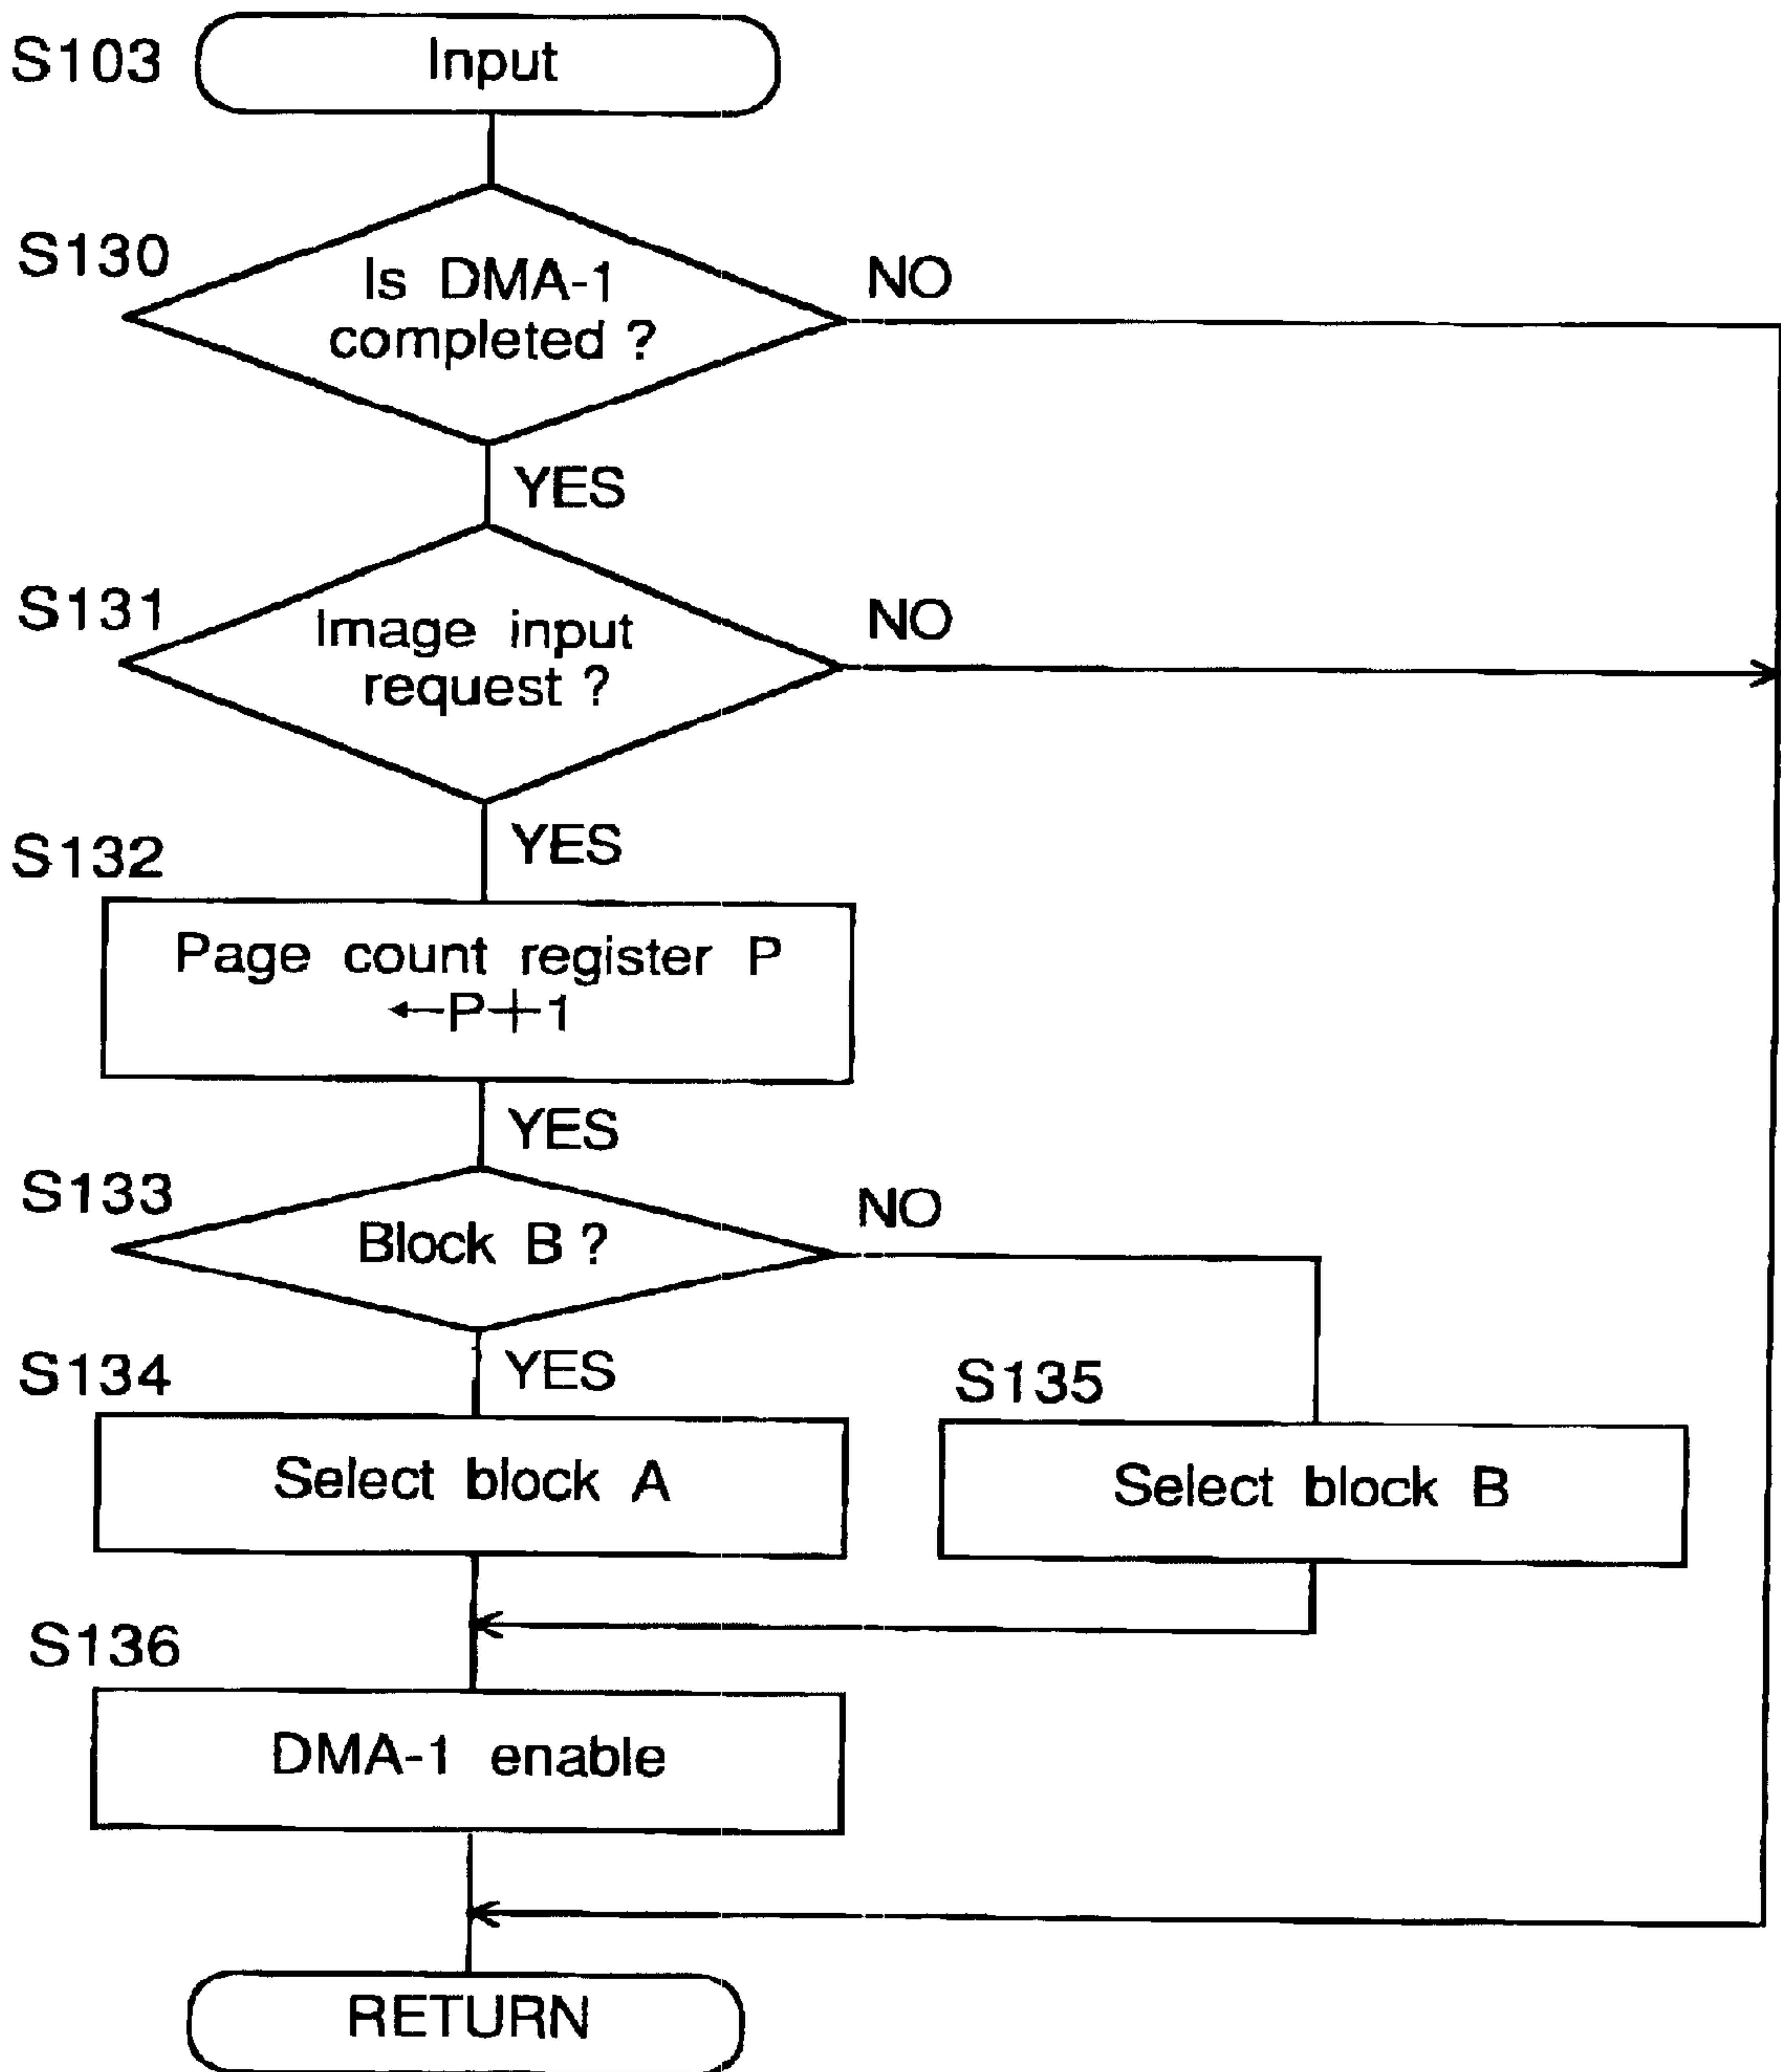 S103
Input
S130
Is DMA-1
completed ?
NO
YES
S131
Image input
request ?
NO
YES
S132
Page count register P
←P+1
YES
S133
Block B ?
NO
YES
S134
Select block A
S135
Select block B
S136
DMA-1 enable
RETURN